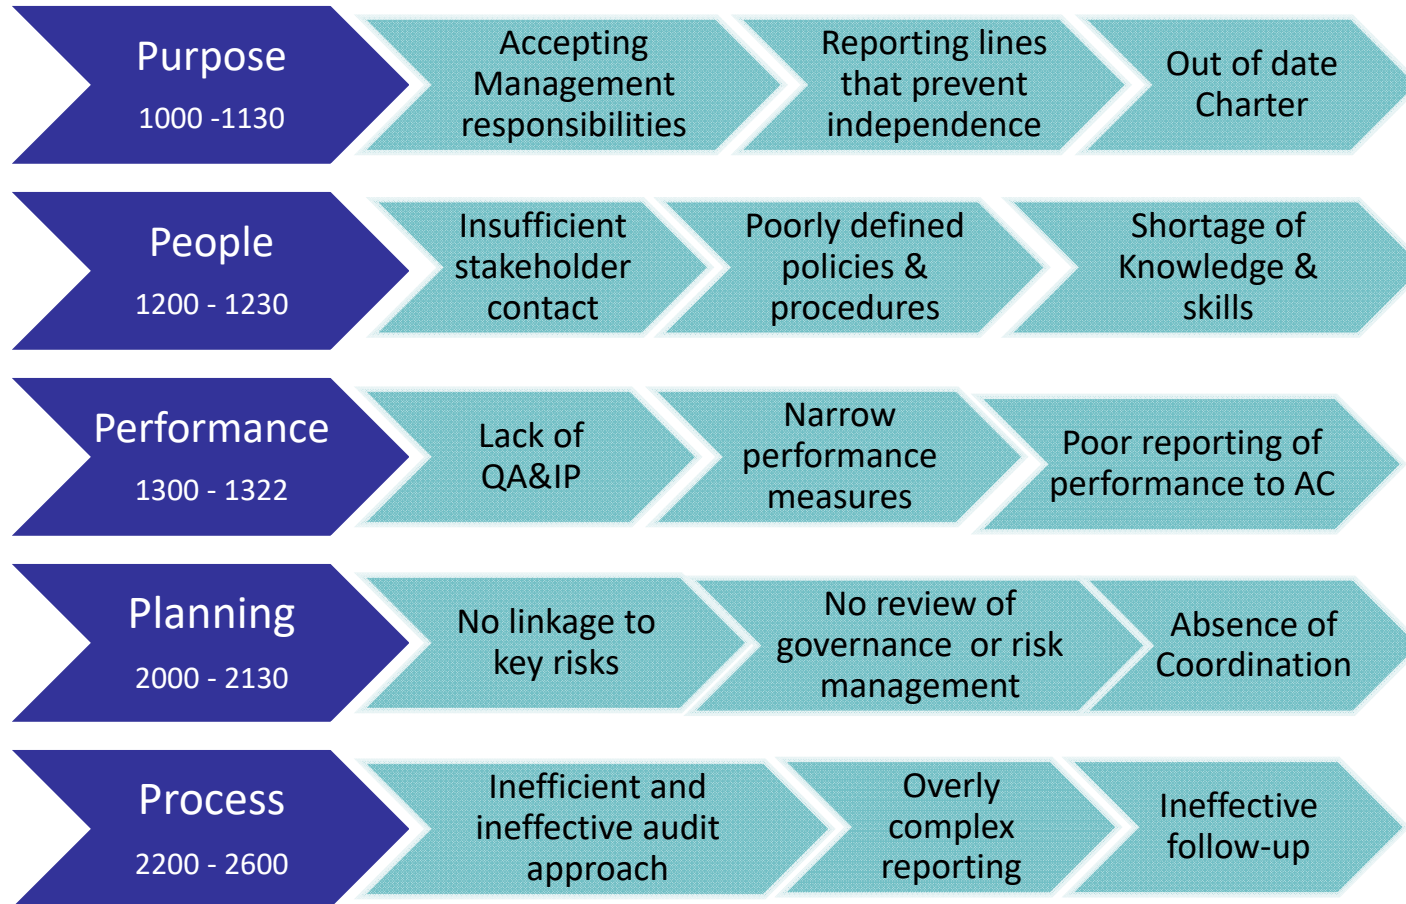 Purpose
1000 -1130
Accepting
Management
responsibilities
Reporting lines
that prevent
independence
Out of date
Charter
People
1200 - 1230
Insufficient
stakeholder
contact
Poorly defined
policies &
procedures
Shortage of
Knowledge &
skills
Performance
1300 - 1322
Lack of
QA&IP
Narrow
performance
measures
Poor reporting of
performance to AC
Planning
2000 - 2130
No linkage to
key risks
No review of
governance or risk
management
Absence of
Coordination
Process
2200 - 2600
Inefficient and
ineffective audit
approach
Overly
complex
reporting
Ineffective
follow-up